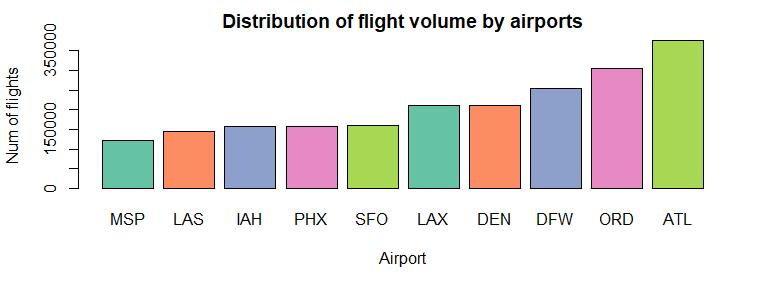 Distribution of flight volume by airports
Num of flights
350000
150000
0
MSP LAS IAH PHX SFO LAX DEN DFW ORD ATL
Airport